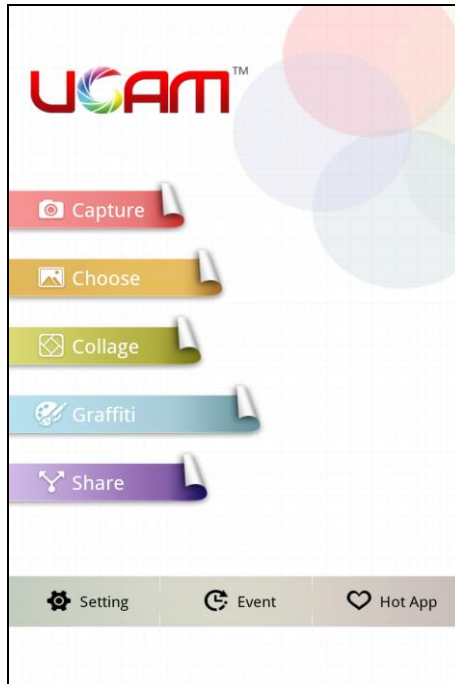 UCAM™
Capture
Choose
Collage
Graffiti
Share
Setting Event Hot App